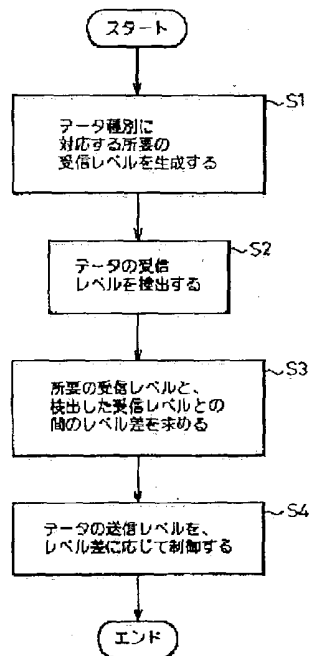 スタート
S1
データ種別に
対応する所要の
受信レベルを生成する
S2
データの受信
レベルを検出する
S3
所要の受信レベルと、
検出した受信レベルとの
間のレベル差を求める
S4
データの送信レベルを、
レベル差に応じて制御する
エンド